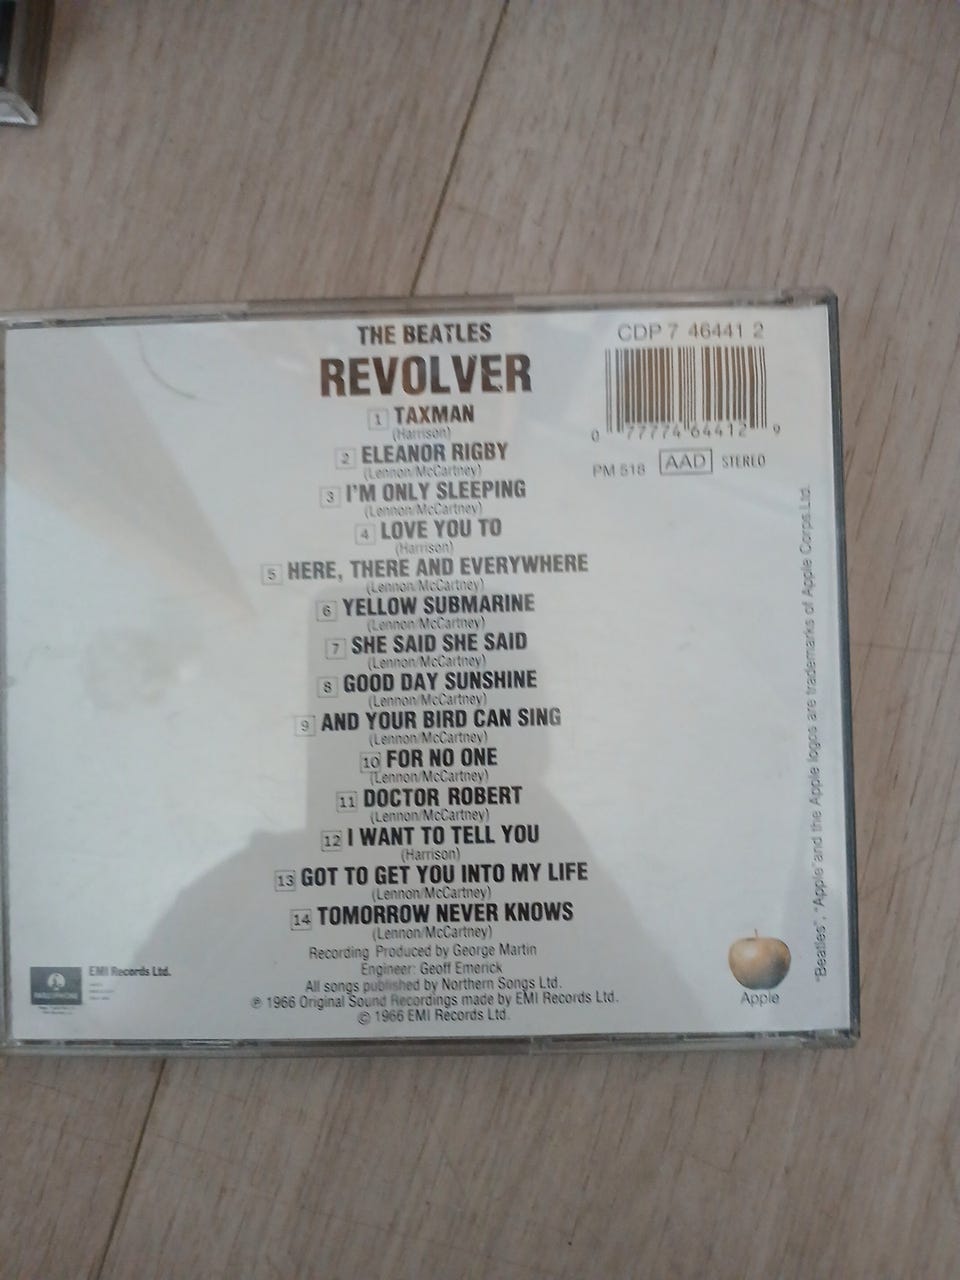 THE BEATLES
REVOLVER
1 TAXMAN
(Harrison)
2 ELEANOR RIGBY
(Lennon/McCartney)
3 I'M ONLY SLEEPING
(Lennon/McCartney)
4 LOVE YOU TO
(Harrison)
5 HERE, THERE AND EVERYWHERE
(Lennon/McCartney)
6 YELLOW SUBMARINE
(Lennon/McCartney)
7 SHE SAID SHE SAID
(Lennon/McCartney)
8 GOOD DAY SUNSHINE
(Lennon/McCartney)
9 AND YOUR BIRD CAN SING
(Lennon/McCartney)
10 FOR NO ONE
(Lennon/McCartney)
11 DOCTOR ROBERT
(Lennon/McCartney)
12 I WANT TO TELL YOU
(Harrison)
13 GOT TO GET YOU INTO MY LIFE
(Lennon/McCartney)
14 TOMORROW NEVER KNOWS
(Lennon/McCartney)
Recording Produced by George Martin
Engineer: Geoff Emerick
All songs published by Northern Songs Ltd.
℗ 1966 Original Sound Recordings made by EMI Records Ltd.
© 1966 EMI Records Ltd.
CDP 7 46441 2
0 77774 64412 9
PM 518 AAD STEREO
"Beatles", "Apple" and the Apple logos are trademarks of Apple Corps.Ltd.
EMI Records Ltd.
PARLOPHONE
Apple